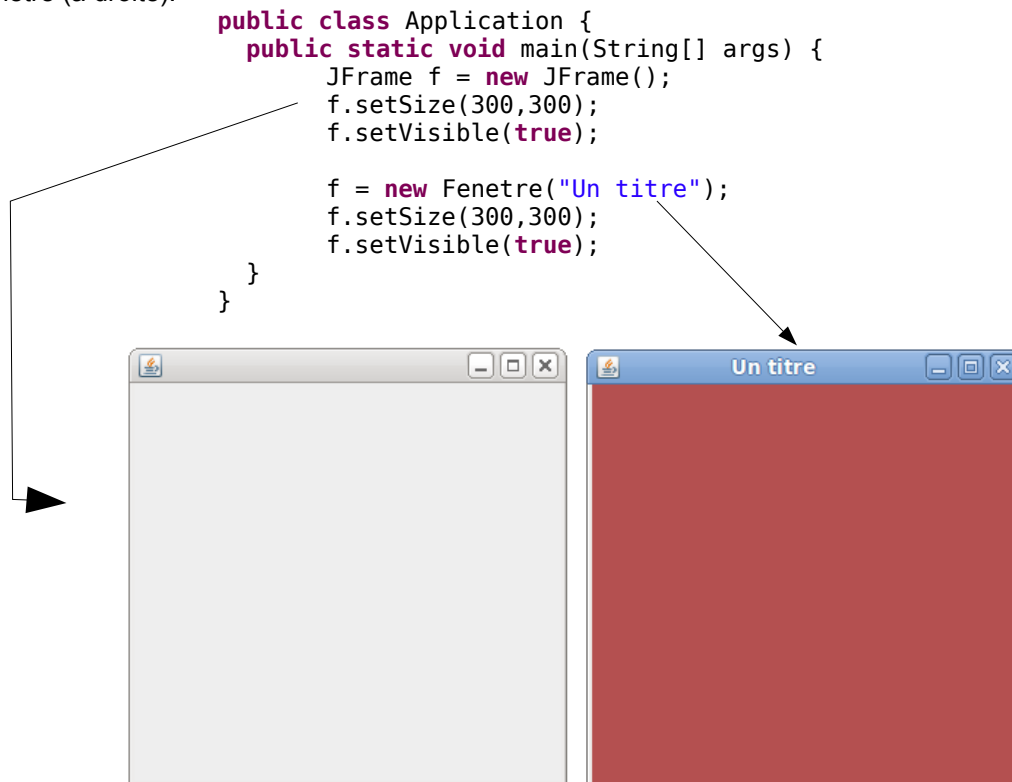 (à droite).
public class Application {
public static void main(String[] args) {
JFrame f = new JFrame();
f.setSize(300,300);
f.setVisible(true);
f = new Fenetre("Un titre");
f.setSize(300,300);
f.setVisible(true);
}
}
Un titre